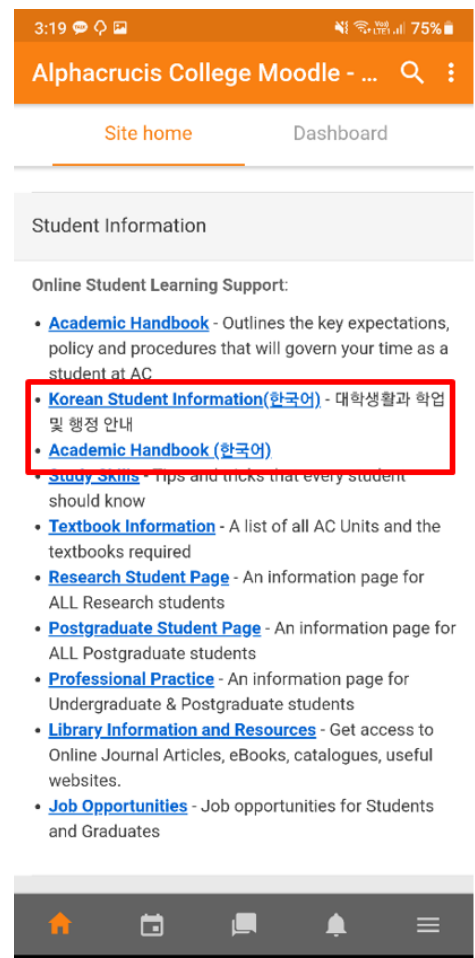 3:19
75%
Alphacrucis College Moodle - ...
Site home
Dashboard
Student Information
Online Student Learning Support:
• Academic Handbook - Outlines the key expectations,
policy and procedures that will govern your time as a
student at AC
• Korean Student Information(한국어) - 대학생활과 학업
및 행정 안내
• Academic Handbook (한국어)
• Study Skills - Tips and tricks that every student
should know
• Textbook Information - A list of all AC Units and the
textbooks required
• Research Student Page - An information page for
ALL Research students
• Postgraduate Student Page - An information page for
ALL Postgraduate students
• Professional Practice - An information page for
Undergraduate & Postgraduate students
• Library Information and Resources - Get access to
Online Journal Articles, eBooks, catalogues, useful
websites.
• Job Opportunities - Job opportunities for Students
and Graduates